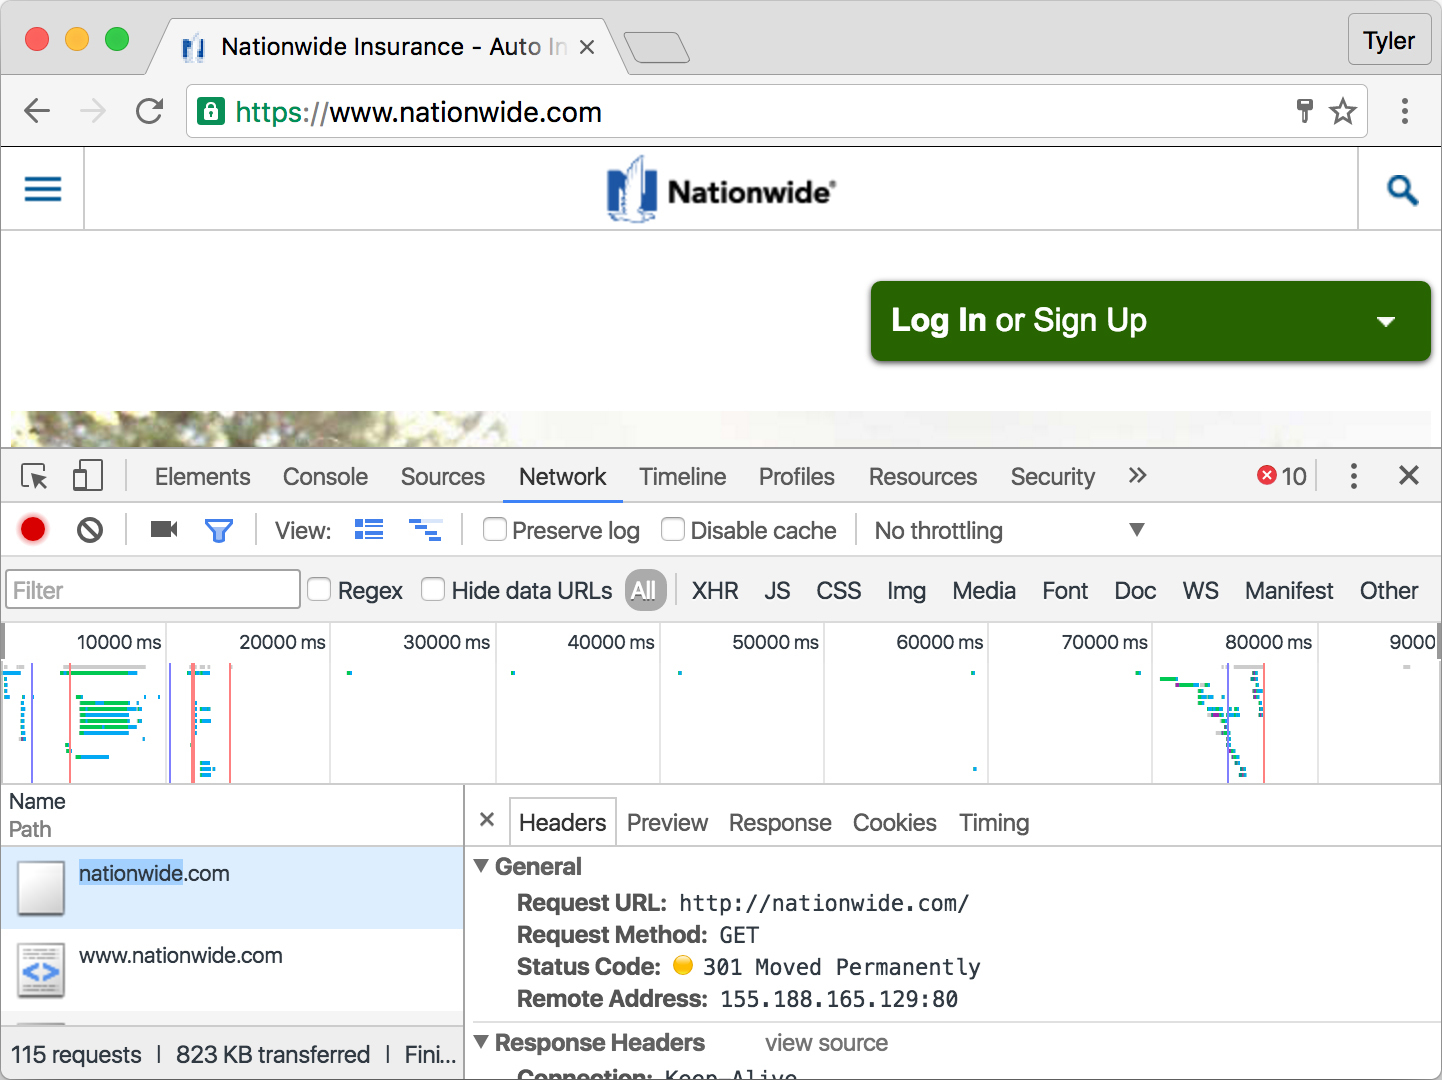 Nationwide Insurance - Auto In
Tyler
https://www.nationwide.com
Nationwide®
Log In or Sign Up
Elements Console Sources Network Timeline Profiles Resources Security » 10
View: Preserve log Disable cache No throttling
Filter Regex Hide data URLs All XHR JS CSS Img Media Font Doc WS Manifest Other
10000 ms 20000 ms 30000 ms 40000 ms 50000 ms 60000 ms 70000 ms 80000 ms 9000
Name
Path
Headers Preview Response Cookies Timing
nationwide.com
www.nationwide.com
115 requests | 823 KB transferred | Fini...
General
Request URL: http://nationwide.com/
Request Method: GET
Status Code: 301 Moved Permanently
Remote Address: 155.188.165.129:80
Response Headers view source
Connection: Keep-Alive